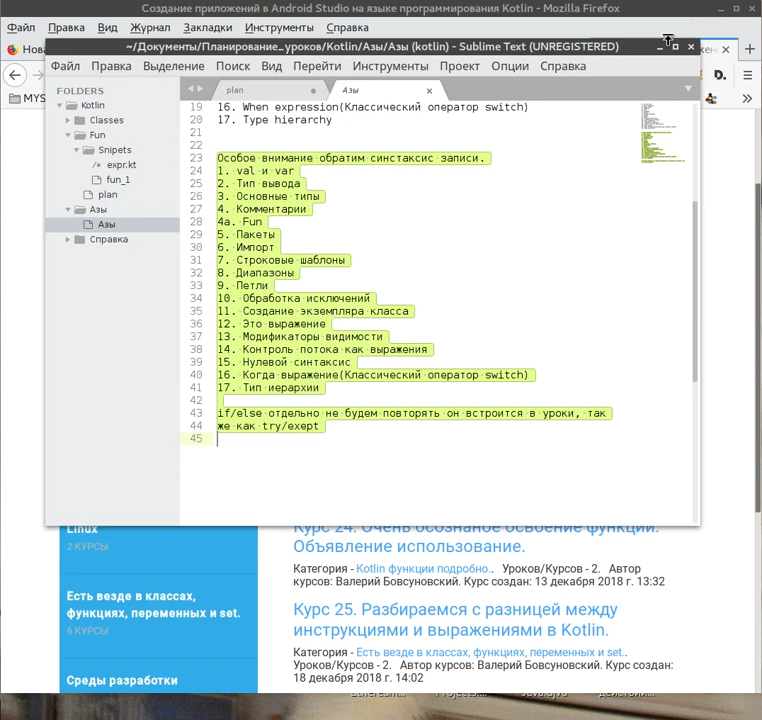 Создание приложений в Android Studio на языке программирования Kotlin - Mozilla Firefox
Файл Правка Вид Журнал Закладки Инструменты Справка
Нова
MYS
~/Документы/Планирование_уроков/Kotlin/Азы/Азы (kotlin) - Sublime Text (UNREGISTERED)
Файл Правка Выделение Поиск Вид Перейти Инструменты Проект Опции Справка
FOLDERS
Kotlin
Classes
Fun
Snipets
expr.kt
fun_1
plan
Азы
Азы
Справка
plan
Азы
19 16. When expression(Классический оператор switch)
20 17. Type hierarchy
21
22
23 Особое внимание обратим синстаксис записи.
24 1. val и var
25 2. Тип вывода
26 3. Основные типы
27 4. Комментарии
28 4a. Fun
29 5. Пакеты
30 6. Импорт
31 7. Строковые шаблоны
32 8. Диапазоны
33 9. Петли
34 10. Обработка исключений
35 11. Создание экземпляра класса
36 12. Это выражение
37 13. Модификаторы видимости
38 14. Контроль потока как выражения
39 15. Нулевой синтаксис
40 16. Когда выражение(Классический оператор switch)
41 17. Тип иерархии
42
43 if/else отдельно не будем повторять он встроится в уроки, так
44 же как try/exept
45
Linux
2 КУРСЫ
Есть везде в классах,
функциях, переменных и set.
6 КУРСЫ
Среды разработки
Курс 24. Очень осознаное освоение функций.
Объявление использование.
Категория - Kotlin функции подробно.. Уроков/Курсов - 2. Автор
курсов: Валерий Бовсуновский. Курс создан: 13 декабря 2018 г. 13:32
Курс 25. Разбираемся с разницей между
инструкциями и выражениями в Kotlin.
Категория - Есть везде в классах, функциях, переменных и set..
Уроков/Курсов - 2. Автор курсов: Валерий Бовсуновский. Курс создан:
18 декабря 2018 г. 14:02